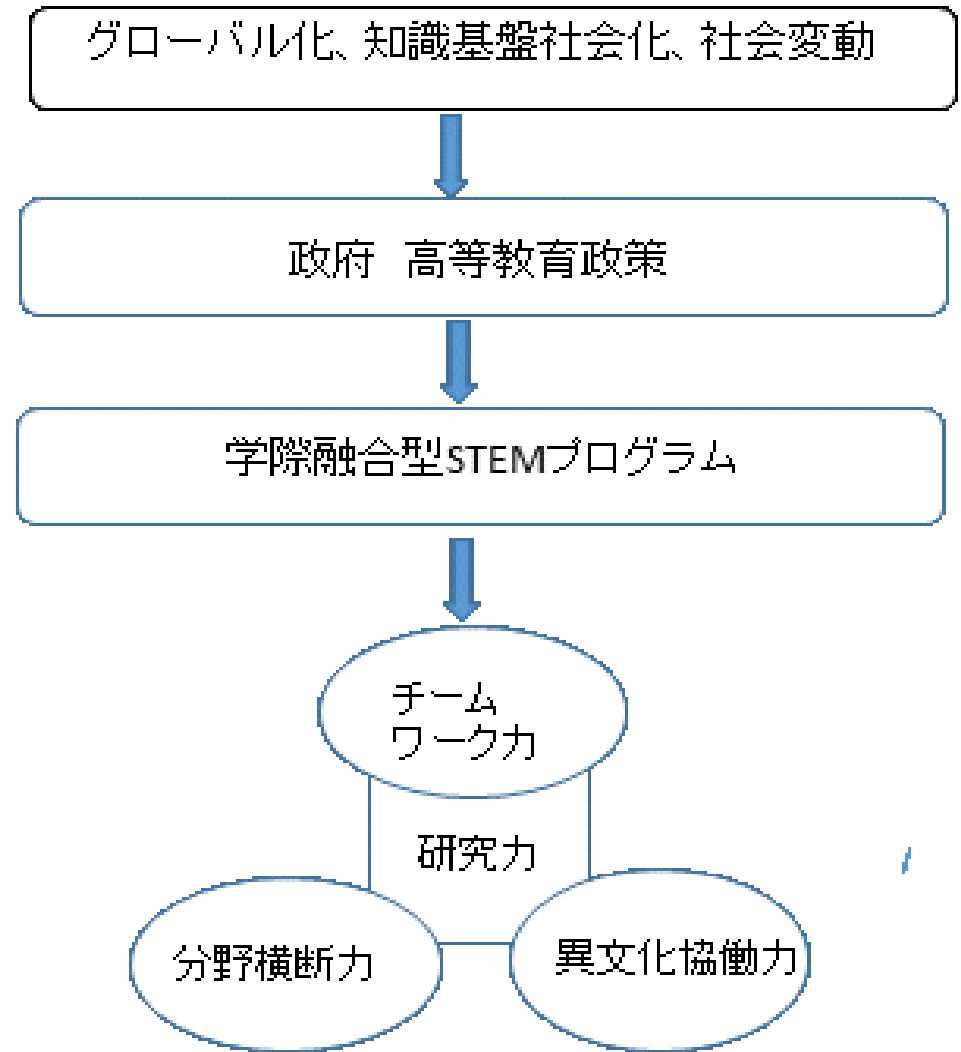 グローバル化、知識基盤社会化、社会変動
政府　高等教育政策
学際融合型STEMプログラム
チーム
ワーク力
研究力
分野横断力
異文化協働力